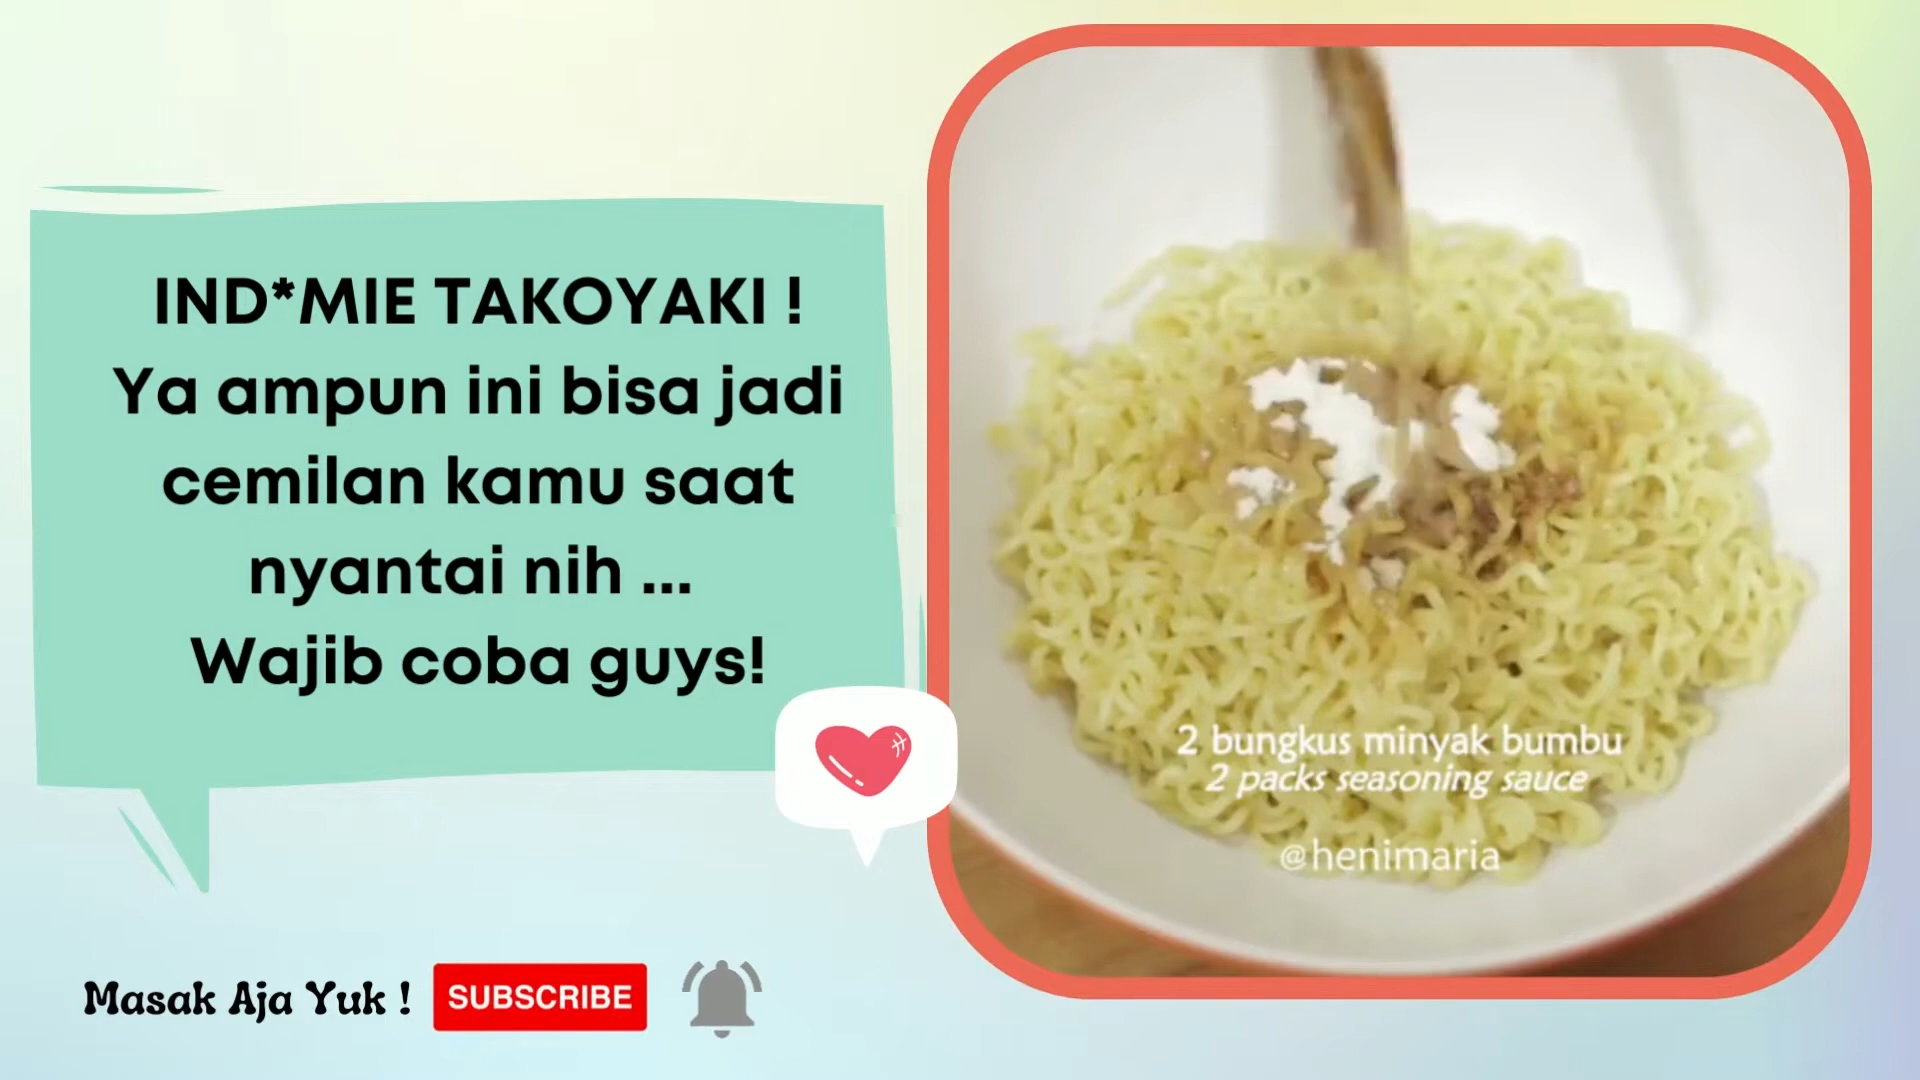 IND*MIE TAKOYAKI !
Ya ampun ini bisa jadi
cemilan kamu saat
nyantai nih ...
Wajib coba guys!
2 bungkus minyak bumbu
2 packs seasoning sauce
@henimaria
Masak Aja Yuk !
SUBSCRIBE